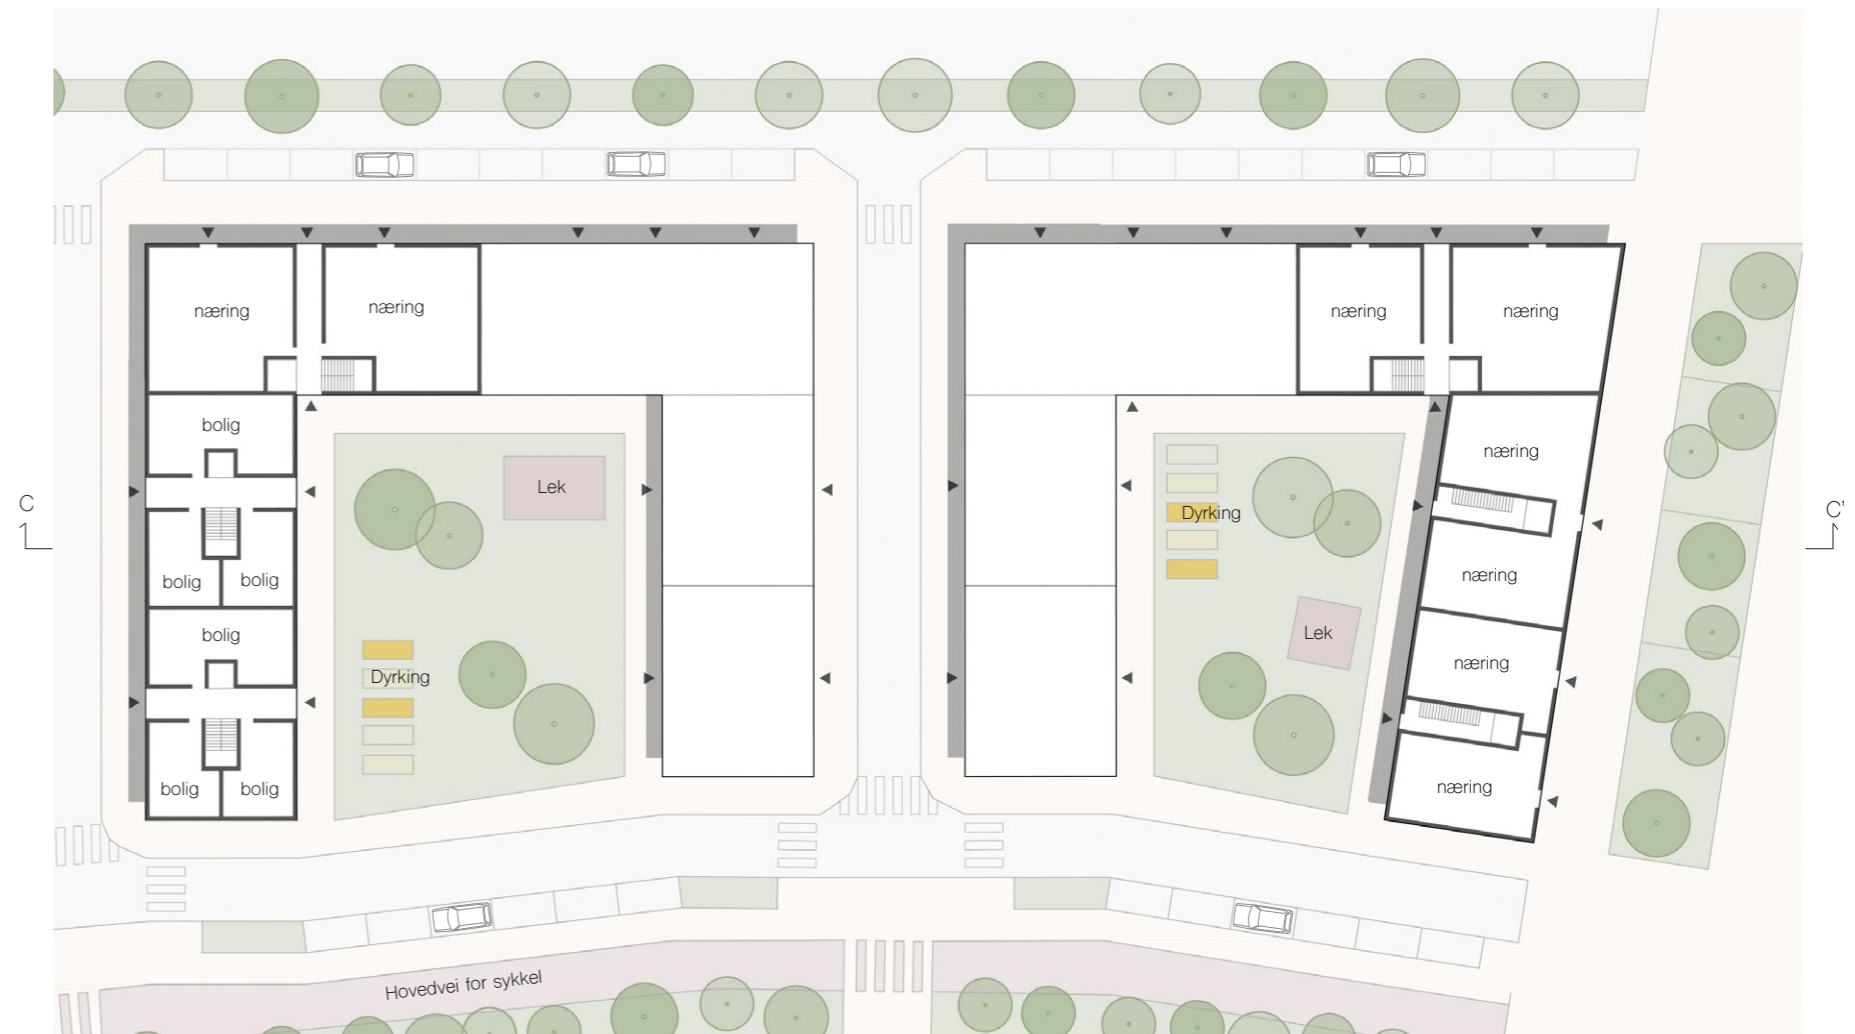 næring
næring
næring
næring
bolig
næring
C
Lek
C'
Dyrking
bolig
bolig
næring
bolig
Lek
næring
Dyrking
bolig
bolig
næring
Hovedvei for sykkel